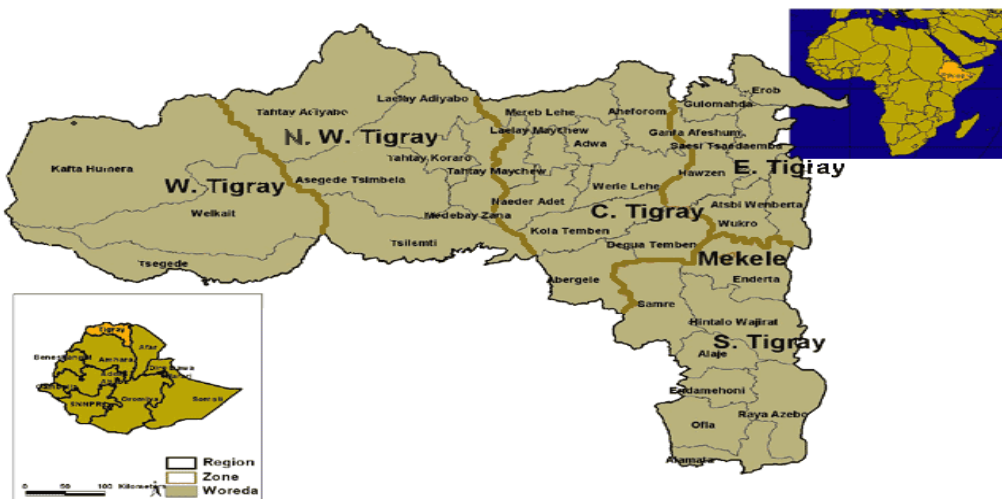 Erob
Laelay Adiyabo
Gulomahda
Tahtay Adiyabo
Mereb Lehe
Aheforom
N. W. Tigray
Laelay Maychew
Ganta Afeshum
Adwa
Saesi Tsaedaemba
Tahtay Koraro
Kafta Humera
Tahtay Maychew
Hawzen
E. Tigray
W. Tigray
Asegede Tsimbela
Werie Lehe
Naeder Adet
Atsbi Wenberta
Welkait
Medebay Zana
C. Tigray
Wukro
Kola Temben
Tsilemti
Degua Temben
Tsegede
Mekele
Abergele
Enderta
Samre
Hintalo Wajirat
S. Tigray
Alaje
Endamehoni
Raya Azebo
Ofla
Alamata
Tigray
Afar
Amhara
Oromiya
Somali
SNNPR
Region
Zone
Woreda
0 50 100 Kilometers